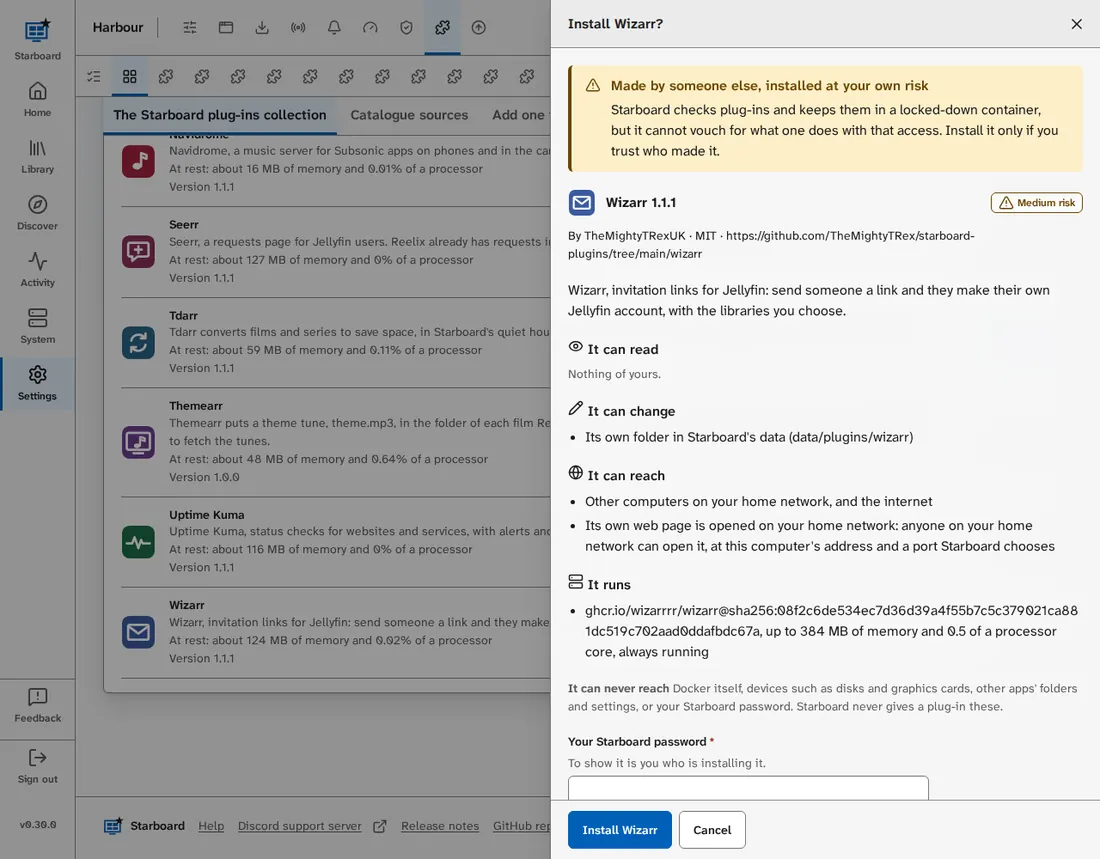 Starboard
Home
Library
Discover
Activity
System
Settings
Feedback
Sign out
v0.30.0
Harbour
The Starboard plug-ins collection
Catalogue sources
Add one
Navidrome
Navidrome, a music server for Subsonic apps on phones and in the ca
At rest: about 16 MB of memory and 0.01% of a processor
Version 1.1.1
Seerr
Seerr, a requests page for Jellyfin users. Reelix already has requests i
At rest: about 127 MB of memory and 0% of a processor
Version 1.1.1
Tdarr
Tdarr converts films and series to save space, in Starboard's quiet hou
At rest: about 59 MB of memory and 0.11% of a processor
Version 1.1.1
Themearr
Themearr puts a theme tune, theme.mp3, in the folder of each film Re
to fetch the tunes.
At rest: about 48 MB of memory and 0.64% of a processor
Version 1.0.0
Uptime Kuma
Uptime Kuma, status checks for websites and services, with alerts and
At rest: about 116 MB of memory and 0% of a processor
Version 1.1.1
Wizarr
Wizarr, invitation links for Jellyfin: send someone a link and they make
At rest: about 124 MB of memory and 0.02% of a processor
Version 1.1.1
Starboard
Help
Discord support server
Release notes
GitHub rep
Install Wizarr?
Made by someone else, installed at your own risk
Starboard checks plug-ins and keeps them in a locked-down container,
but it cannot vouch for what one does with that access. Install it only if you
trust who made it.
Wizarr 1.1.1
Medium risk
By TheMightyTRexUK · MIT · https://github.com/TheMightyTRex/starboard-
plugins/tree/main/wizarr
Wizarr, invitation links for Jellyfin: send someone a link and they make their own
Jellyfin account, with the libraries you choose.
It can read
Nothing of yours.
It can change
• Its own folder in Starboard's data (data/plugins/wizarr)
It can reach
• Other computers on your home network, and the internet
• Its own web page is opened on your home network: anyone on your home
network can open it, at this computer's address and a port Starboard chooses
It runs
• ghcr.io/wizarrrr/wizarr@sha256:08f2c6de534ec7d36d39a4f55b7c5c379021ca88
1dc519c702aad0ddafbdc67a, up to 384 MB of memory and 0.5 of a processor
core, always running
It can never reach Docker itself, devices such as disks and graphics cards, other apps' folders
and settings, or your Starboard password. Starboard never gives a plug-in these.
Your Starboard password *
To show it is you who is installing it.
Install Wizarr
Cancel